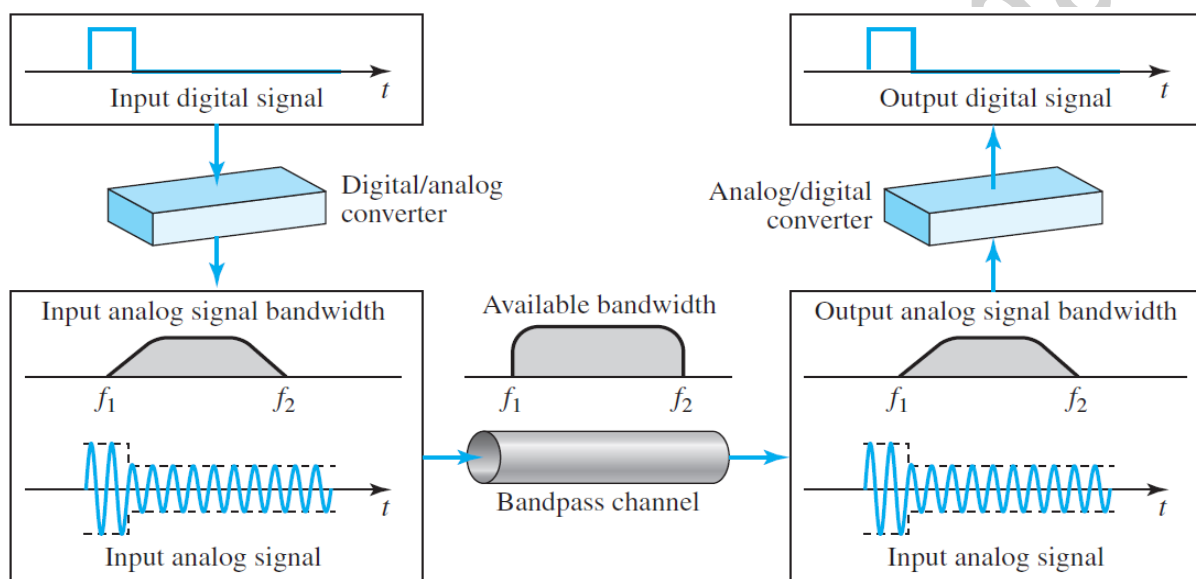 t
Input digital signal
t
Output digital signal
Digital/analog
converter
Analog/digital
converter
Input analog signal bandwidth
f1
f2
t
Input analog signal
Available bandwidth
f1
f2
Bandpass channel
Output analog signal bandwidth
f1
f2
t
Input analog signal